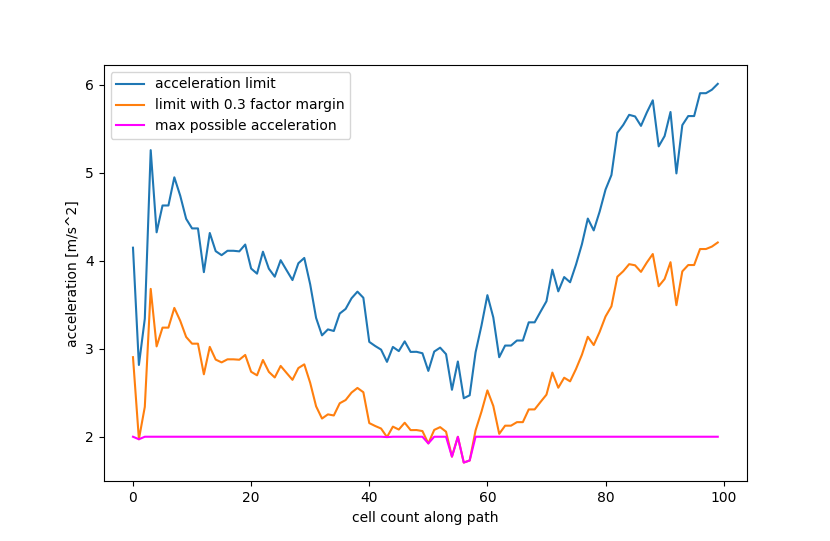 acceleration limit
limit with 0.3 factor margin
max possible acceleration
acceleration [m/s^2]
6
5
4
3
2
0
20
40
60
80
100
cell count along path